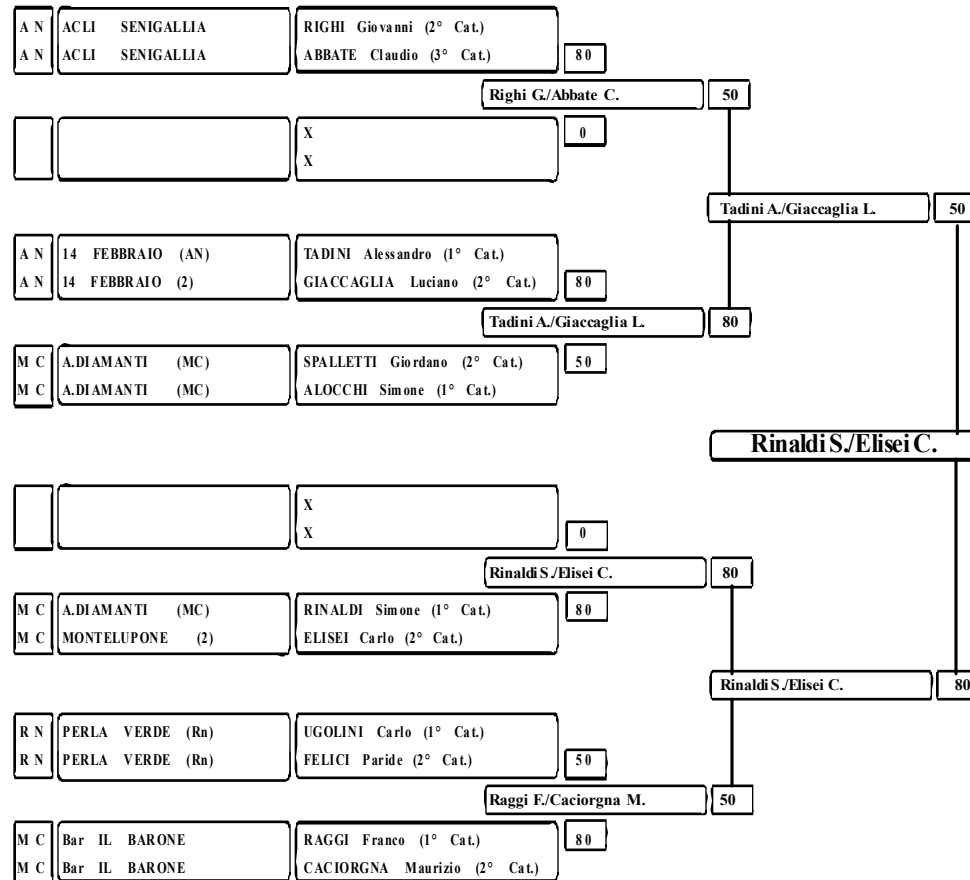 A N ACLI SENIGALLIA RIGHI Giovanni (2° Cat.)
A N ACLI SENIGALLIA ABBATE Claudio (3° Cat.) 80
Righi G./Abbate C. 50
X 0
X
Tadini A./Giaccaglia L. 50
A N 14 FEBBRAIO (AN) TADINI Alessandro (1° Cat.)
A N 14 FEBBRAIO (2) GIACCAGLIA Luciano (2° Cat.) 80
Tadini A./Giaccaglia L. 80
M C A.DIAMANTI (MC) SPALLETTI Giordano (2° Cat.) 50
M C A.DIAMANTI (MC) ALOCCHI Simone (1° Cat.)
Rinaldi S./Elisei C.
X
X 0
Rinaldi S./Elisei C. 80
M C A.DIAMANTI (MC) RINALDI Simone (1° Cat.) 80
M C MONTELUPONE (2) ELISEI Carlo (2° Cat.)
Rinaldi S./Elisei C. 80
R N PERLA VERDE (Rn) UGOLINI Carlo (1° Cat.)
R N PERLA VERDE (Rn) FELICI Paride (2° Cat.) 50
Raggi F./Caciorgna M. 50
M C Bar IL BARONE RAGGI Franco (1° Cat.) 80
M C Bar IL BARONE CACIORGNA Maurizio (2° Cat.)